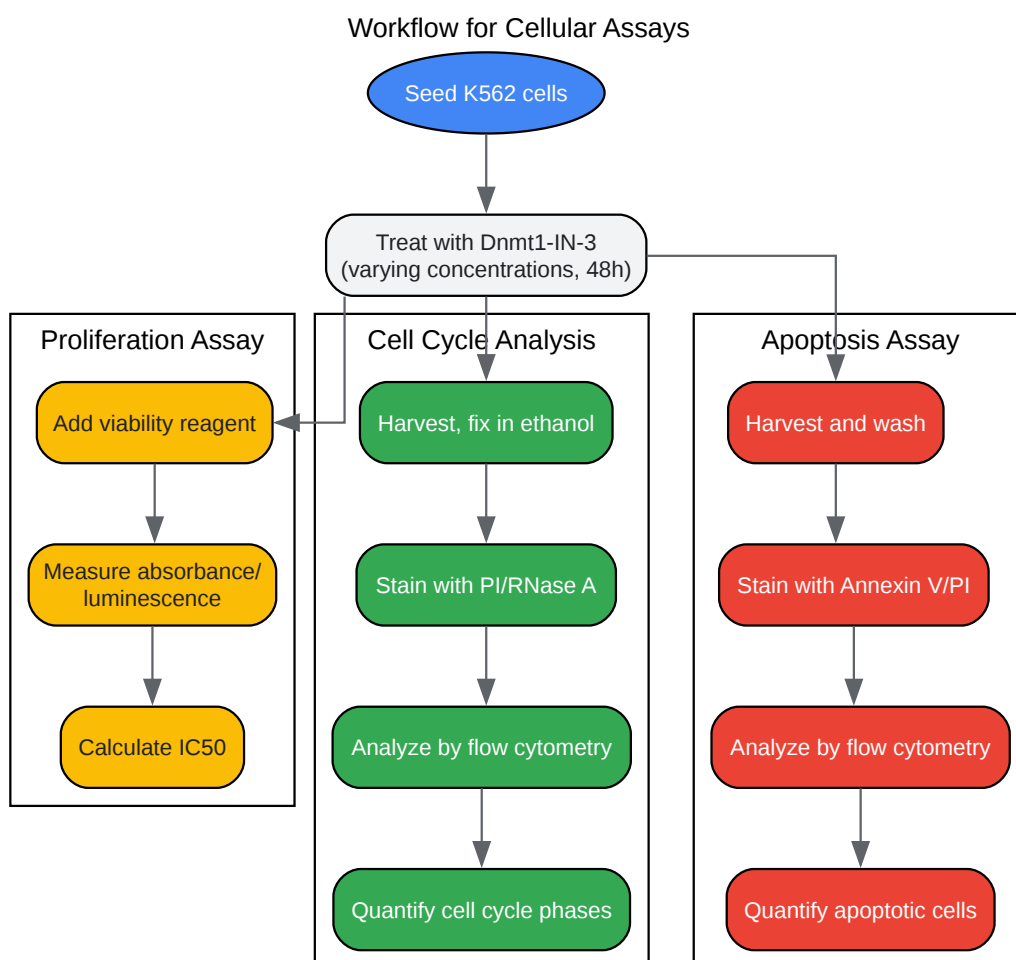 Workflow for Cellular Assays
Seed K562 cells
Treat with Dnmt1-IN-3
(varying concentrations, 48h)
Proliferation Assay
Add viability reagent
Measure absorbance/
luminescence
Calculate IC50
Cell Cycle Analysis
Harvest, fix in ethanol
Stain with PI/RNase A
Analyze by flow cytometry
Quantify cell cycle phases
Apoptosis Assay
Harvest and wash
Stain with Annexin V/PI
Analyze by flow cytometry
Quantify apoptotic cells